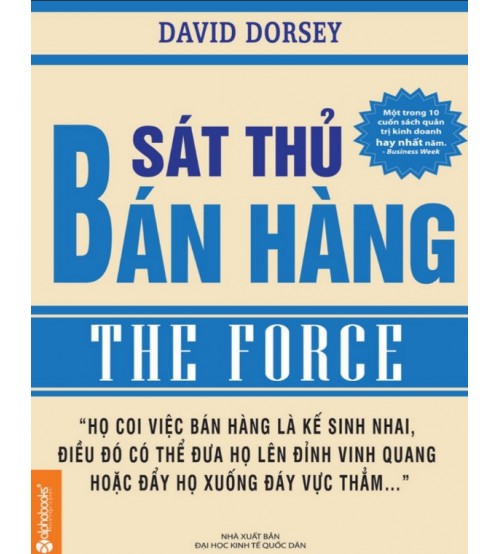 DAVID DORSEY
Một trong 10
cuốn sách quản
trị kinh doanh
hay nhất năm.
- Business Week
SÁT THỦ
BÁN HÀNG
THE FORCE
“HỌ COI VIỆC BÁN HÀNG LÀ KẾ SINH NHAI,
ĐIỀU ĐÓ CÓ THỂ ĐƯA HỌ LÊN ĐỈNH VINH QUANG
HOẶC ĐẨY HỌ XUỐNG ĐÁY VỰC THẲM...”
alphabooks
NHÀ XUẤT BẢN
ĐẠI HỌC KINH TẾ QUỐC DÂN